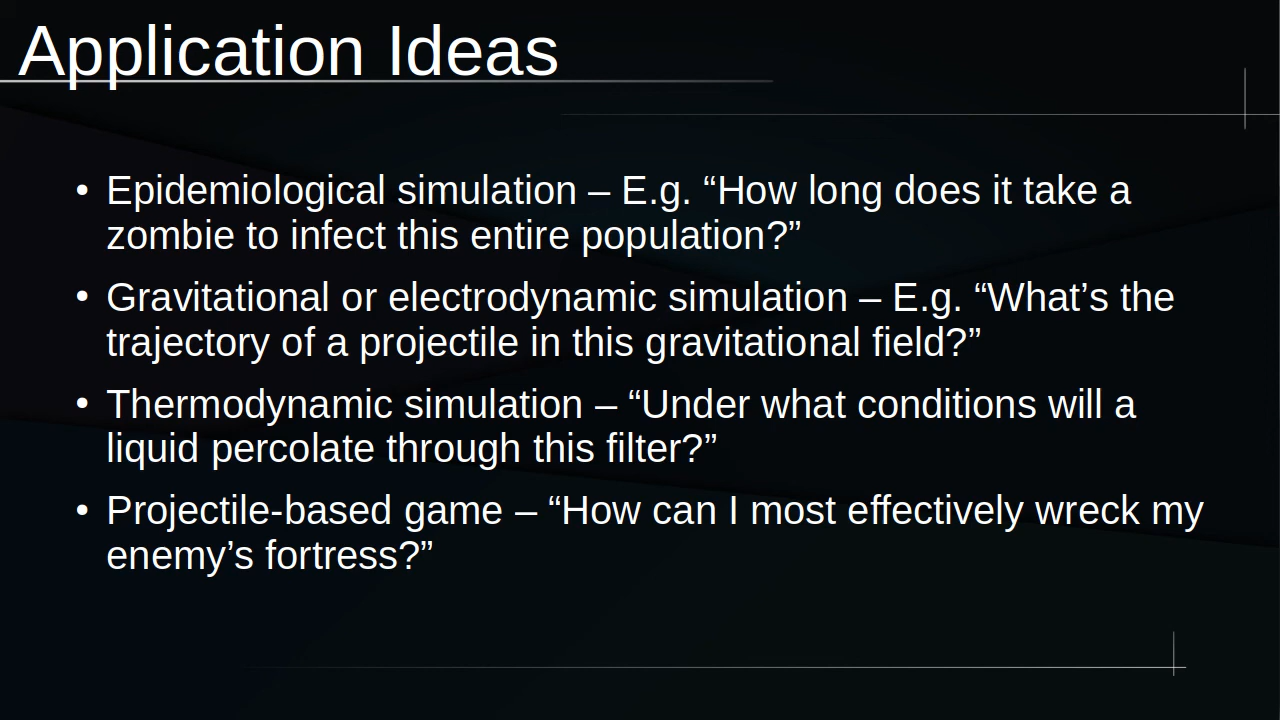 Application Ideas
• Epidemiological simulation – E.g. “How long does it take a
zombie to infect this entire population?”
• Gravitational or electrodynamic simulation – E.g. “What’s the
trajectory of a projectile in this gravitational field?”
• Thermodynamic simulation – “Under what conditions will a
liquid percolate through this filter?”
• Projectile-based game – “How can I most effectively wreck my
enemy’s fortress?”